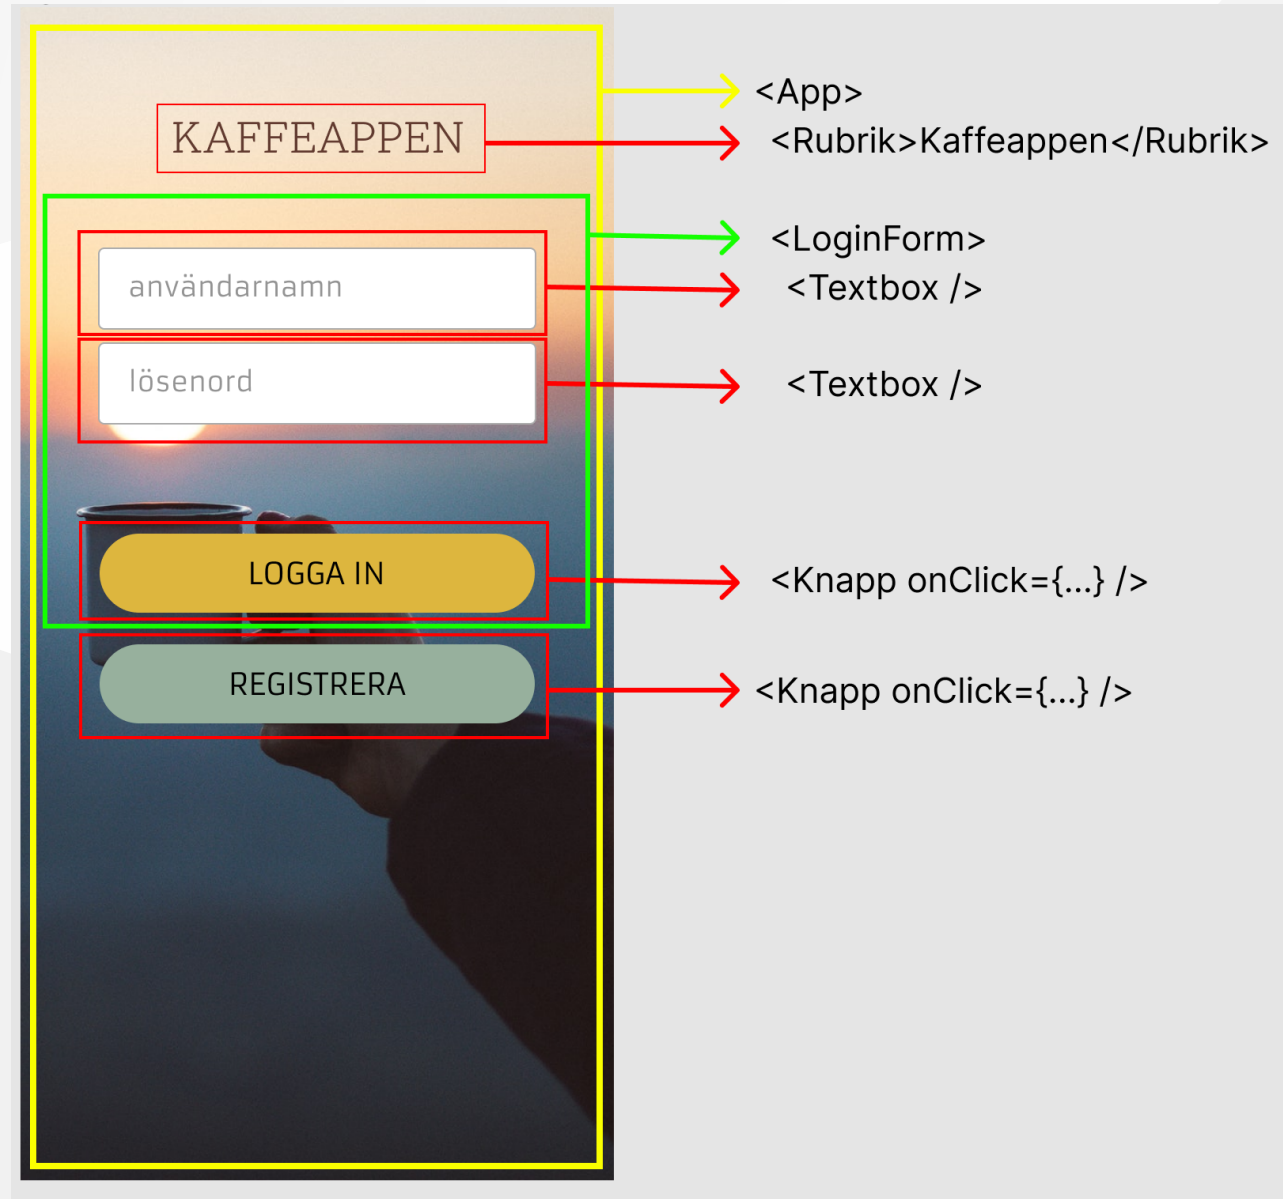 KAFFEAPPEN
användarnamn
lösenord
LOGGA IN
REGISTRERA
<App>
<Rubrik>Kaffeappen</Rubrik>
<LoginForm>
<Textbox />
<Textbox />
<Knapp onClick={...} />
<Knapp onClick={...} />